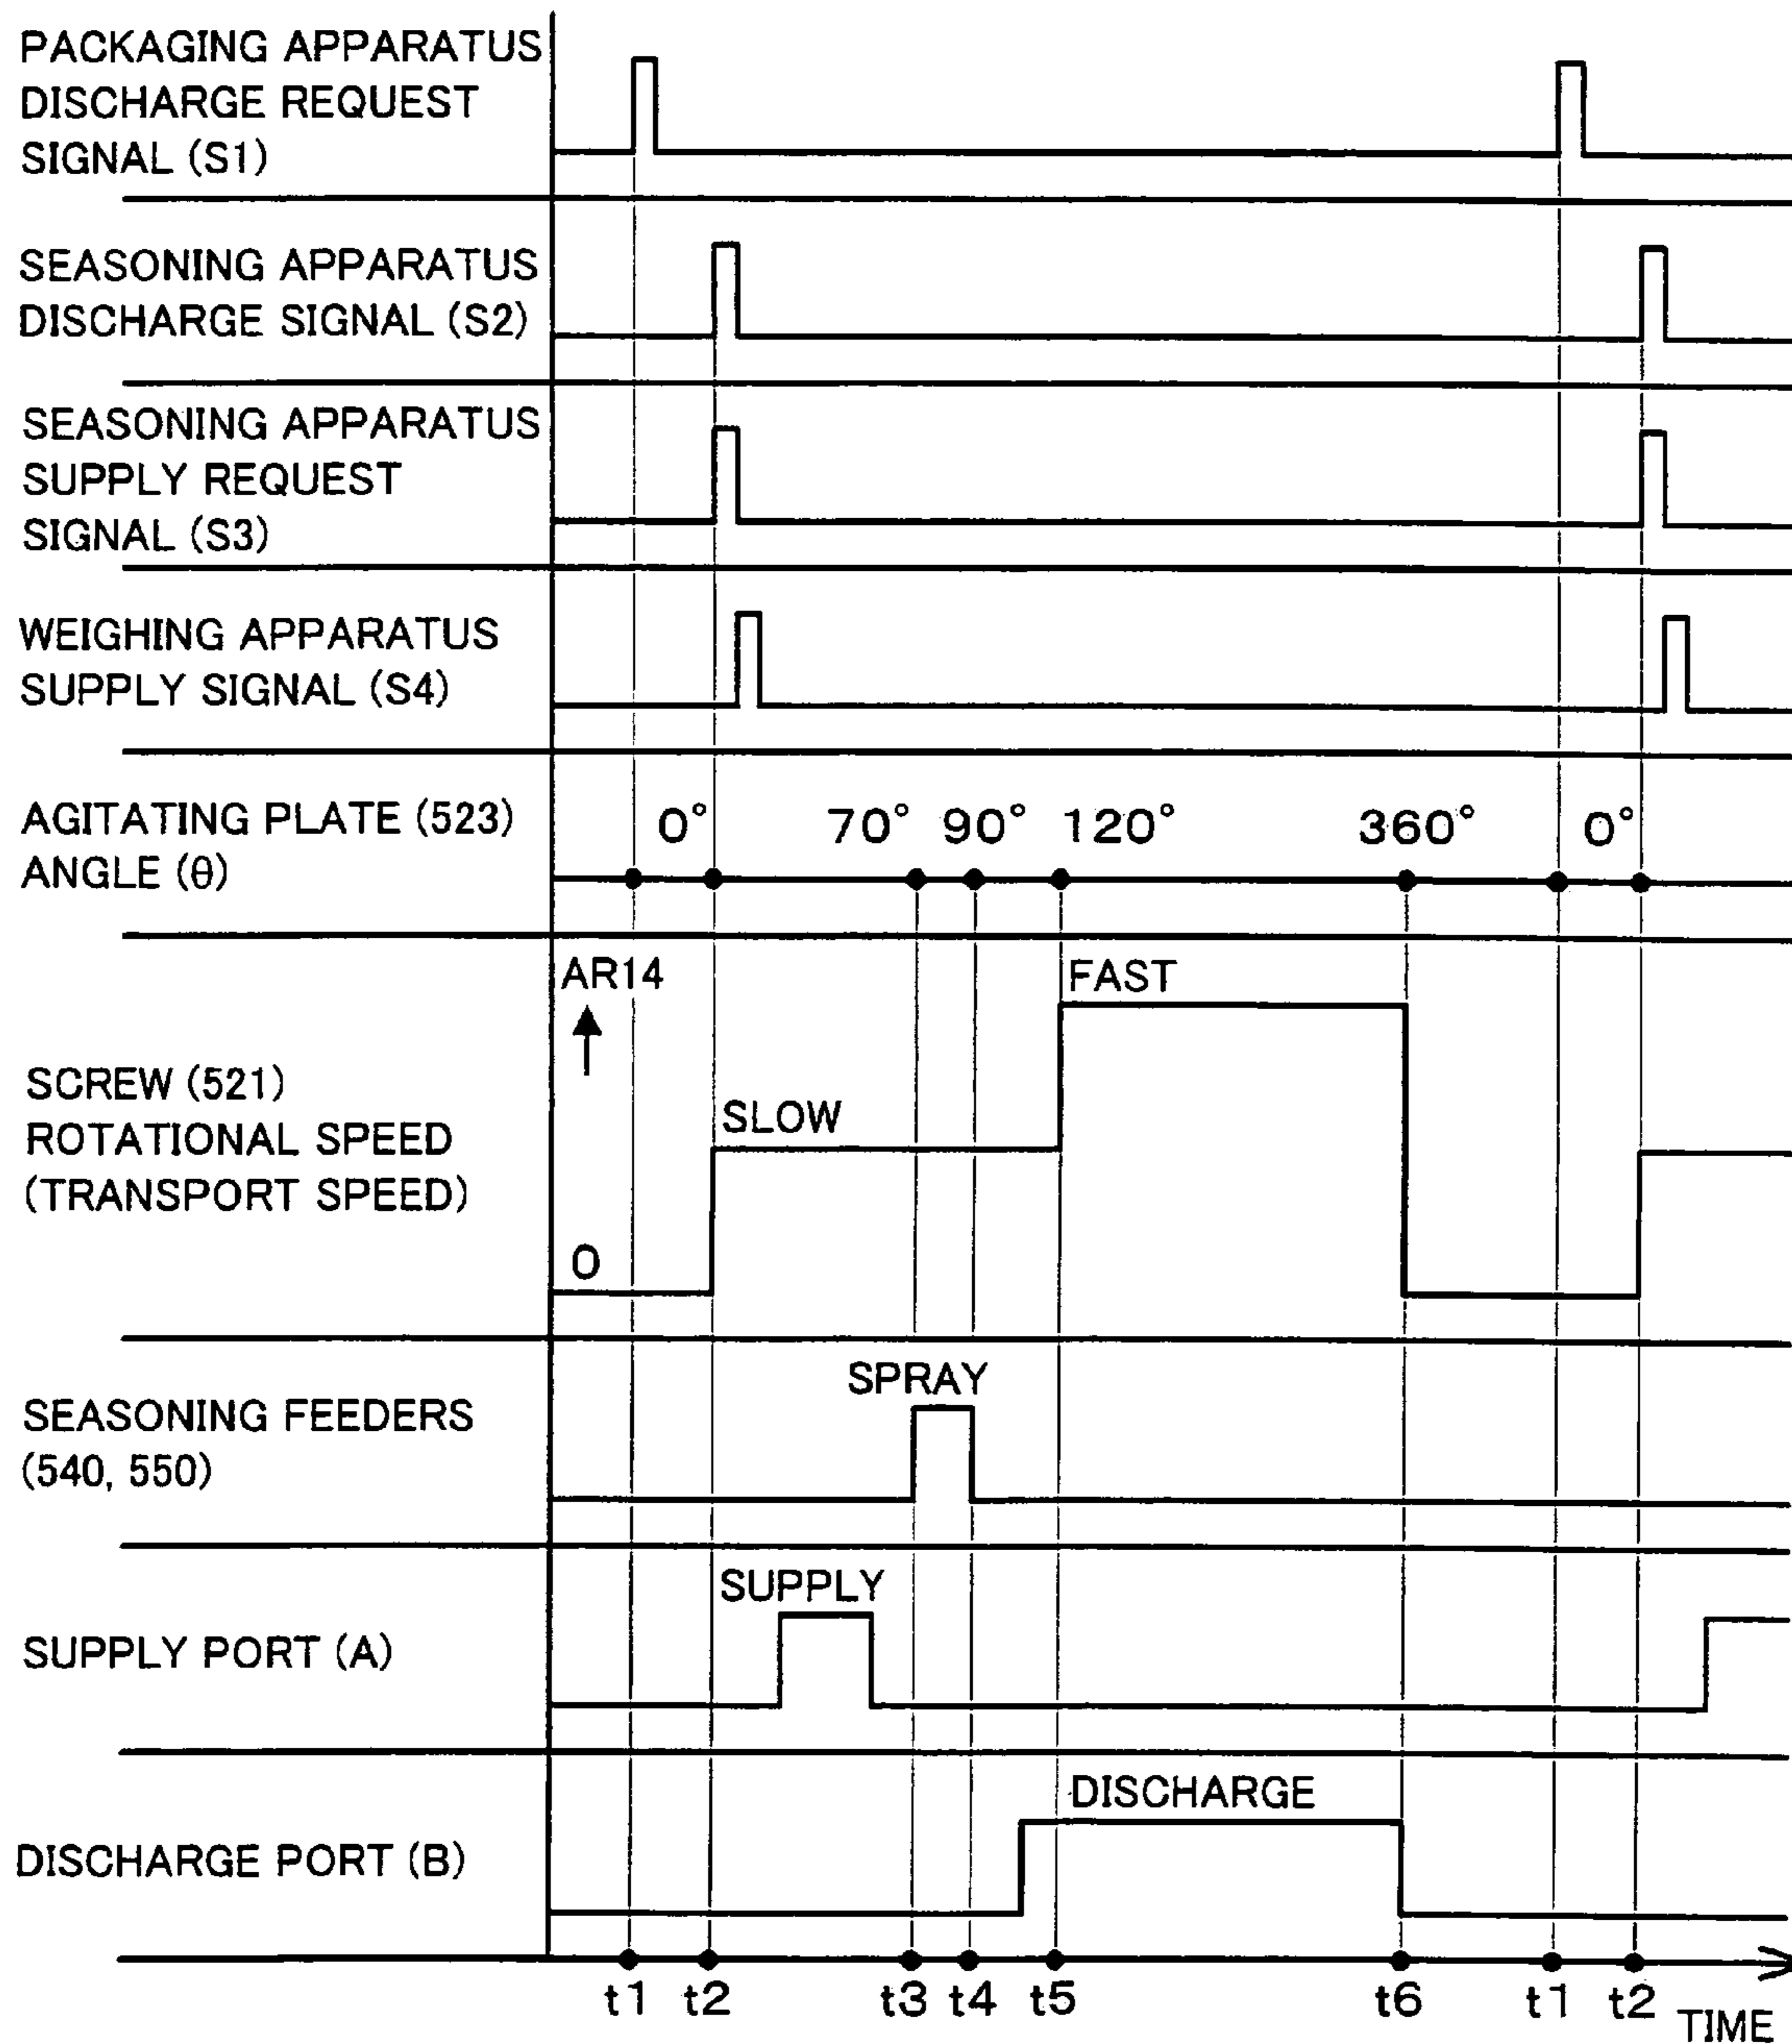 PACKAGING APPARATUS
DISCHARGE REQUEST
SIGNAL (S1)
SEASONING APPARATUS
DISCHARGE SIGNAL (S2)
SEASONING APPARATUS
SUPPLY REQUEST
SIGNAL (S3)
WEIGHING APPARATUS
SUPPLY SIGNAL (S4)
AGITATING PLATE (523)
ANGLE (θ)
0° 70° 90° 120° 360° 0°
AR14
FAST
SCREW (521)
ROTATIONAL SPEED
(TRANSPORT SPEED)
SLOW
0
SPRAY
SEASONING FEEDERS
(540, 550)
SUPPLY
SUPPLY PORT (A)
DISCHARGE
DISCHARGE PORT (B)
t1 t2 t3 t4 t5 t6 t1 t2
TIME